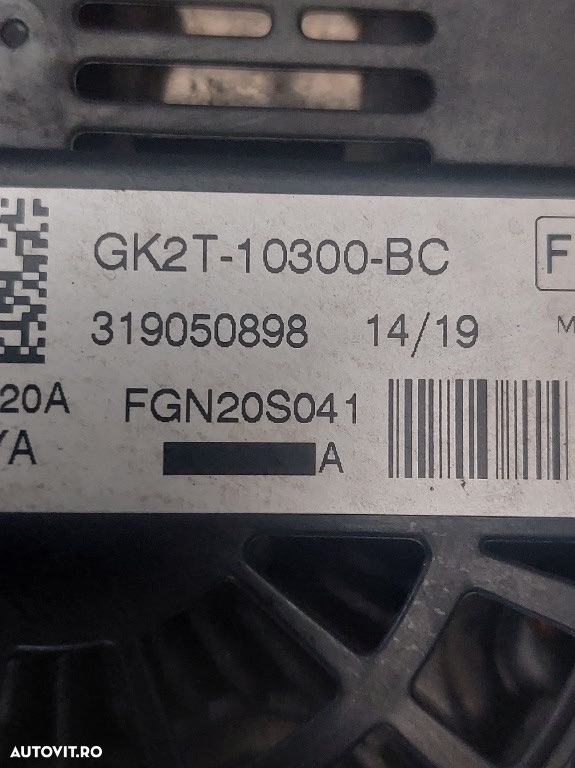 GK2T-10300-BC F
319050898 14/19 M
20A FGN20S041
YA A
AUTOVIT.RO